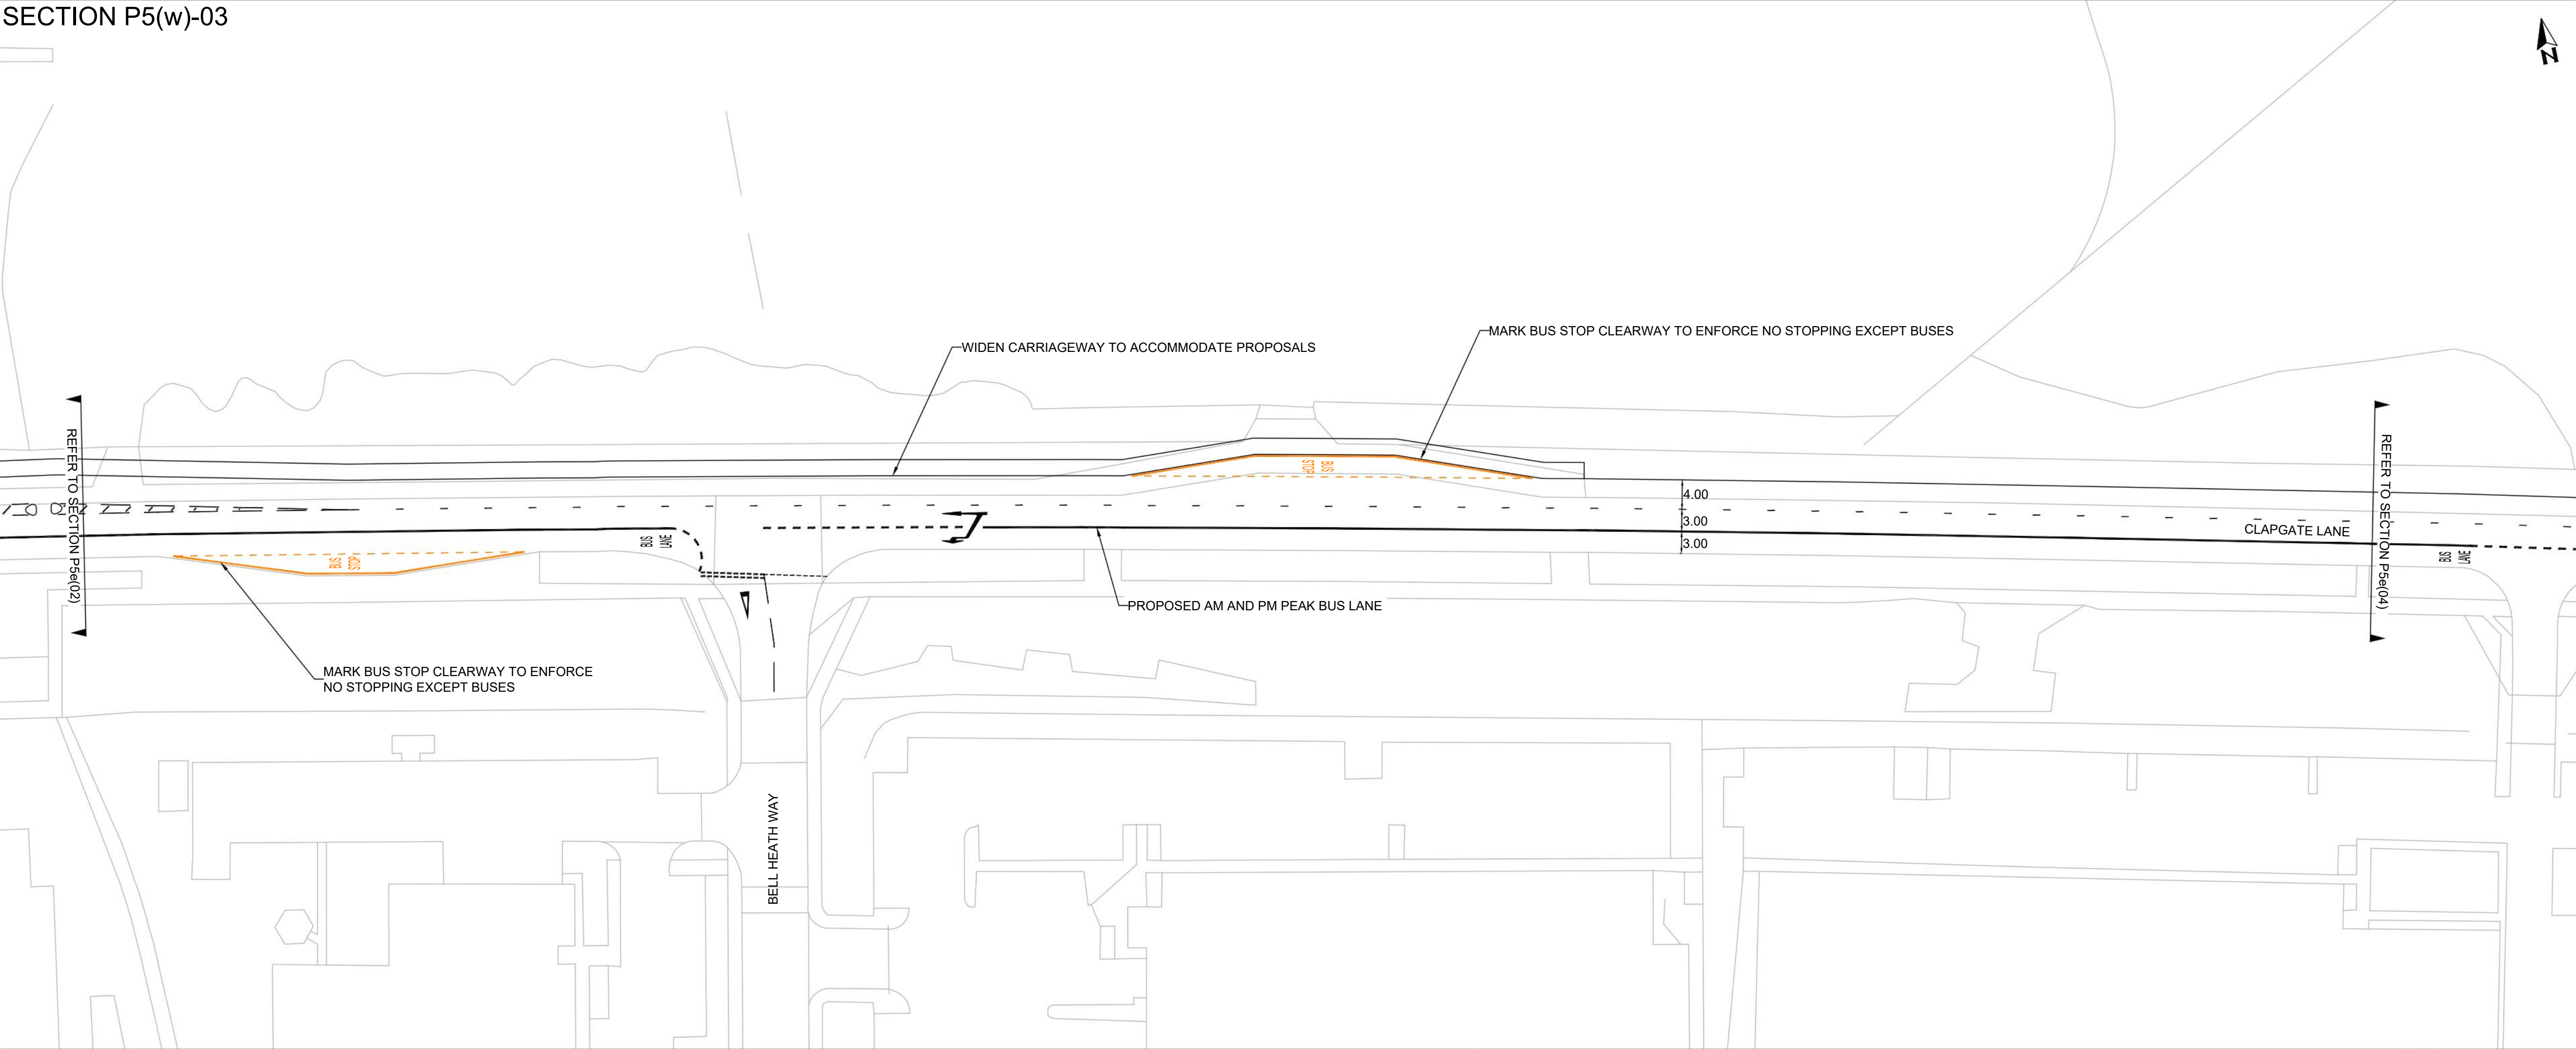 SECTION P5(w)-03
N
MARK BUS STOP CLEARWAY TO ENFORCE NO STOPPING EXCEPT BUSES
WIDEN CARRIAGEWAY TO ACCOMMODATE PROPOSALS
REFER TO SECTION P5e(02)
REFER TO SECTION P5e(04)
BUS
STOP
4.00
3.00
3.00
CLAPGATE LANE
BUS
LANE
BUS
LANE
BUS
STOP
PROPOSED AM AND PM PEAK BUS LANE
MARK BUS STOP CLEARWAY TO ENFORCE
NO STOPPING EXCEPT BUSES
BELL HEATH WAY